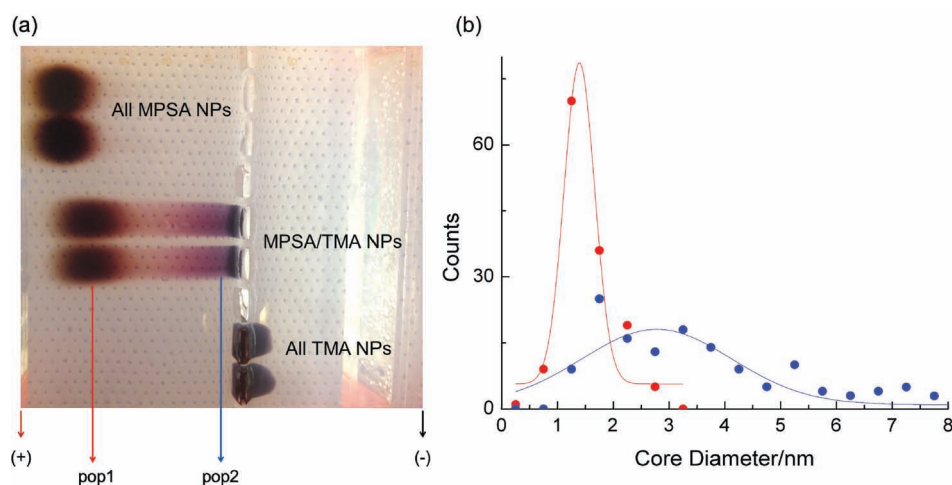 (a)
All MPSA NPs
MPSA/TMA NPs
All TMA NPs
(+)
pop1
pop2
(-)
(b)
60
30
0
Counts
0 1 2 3 4 5 6 7 8
Core Diameter/nm